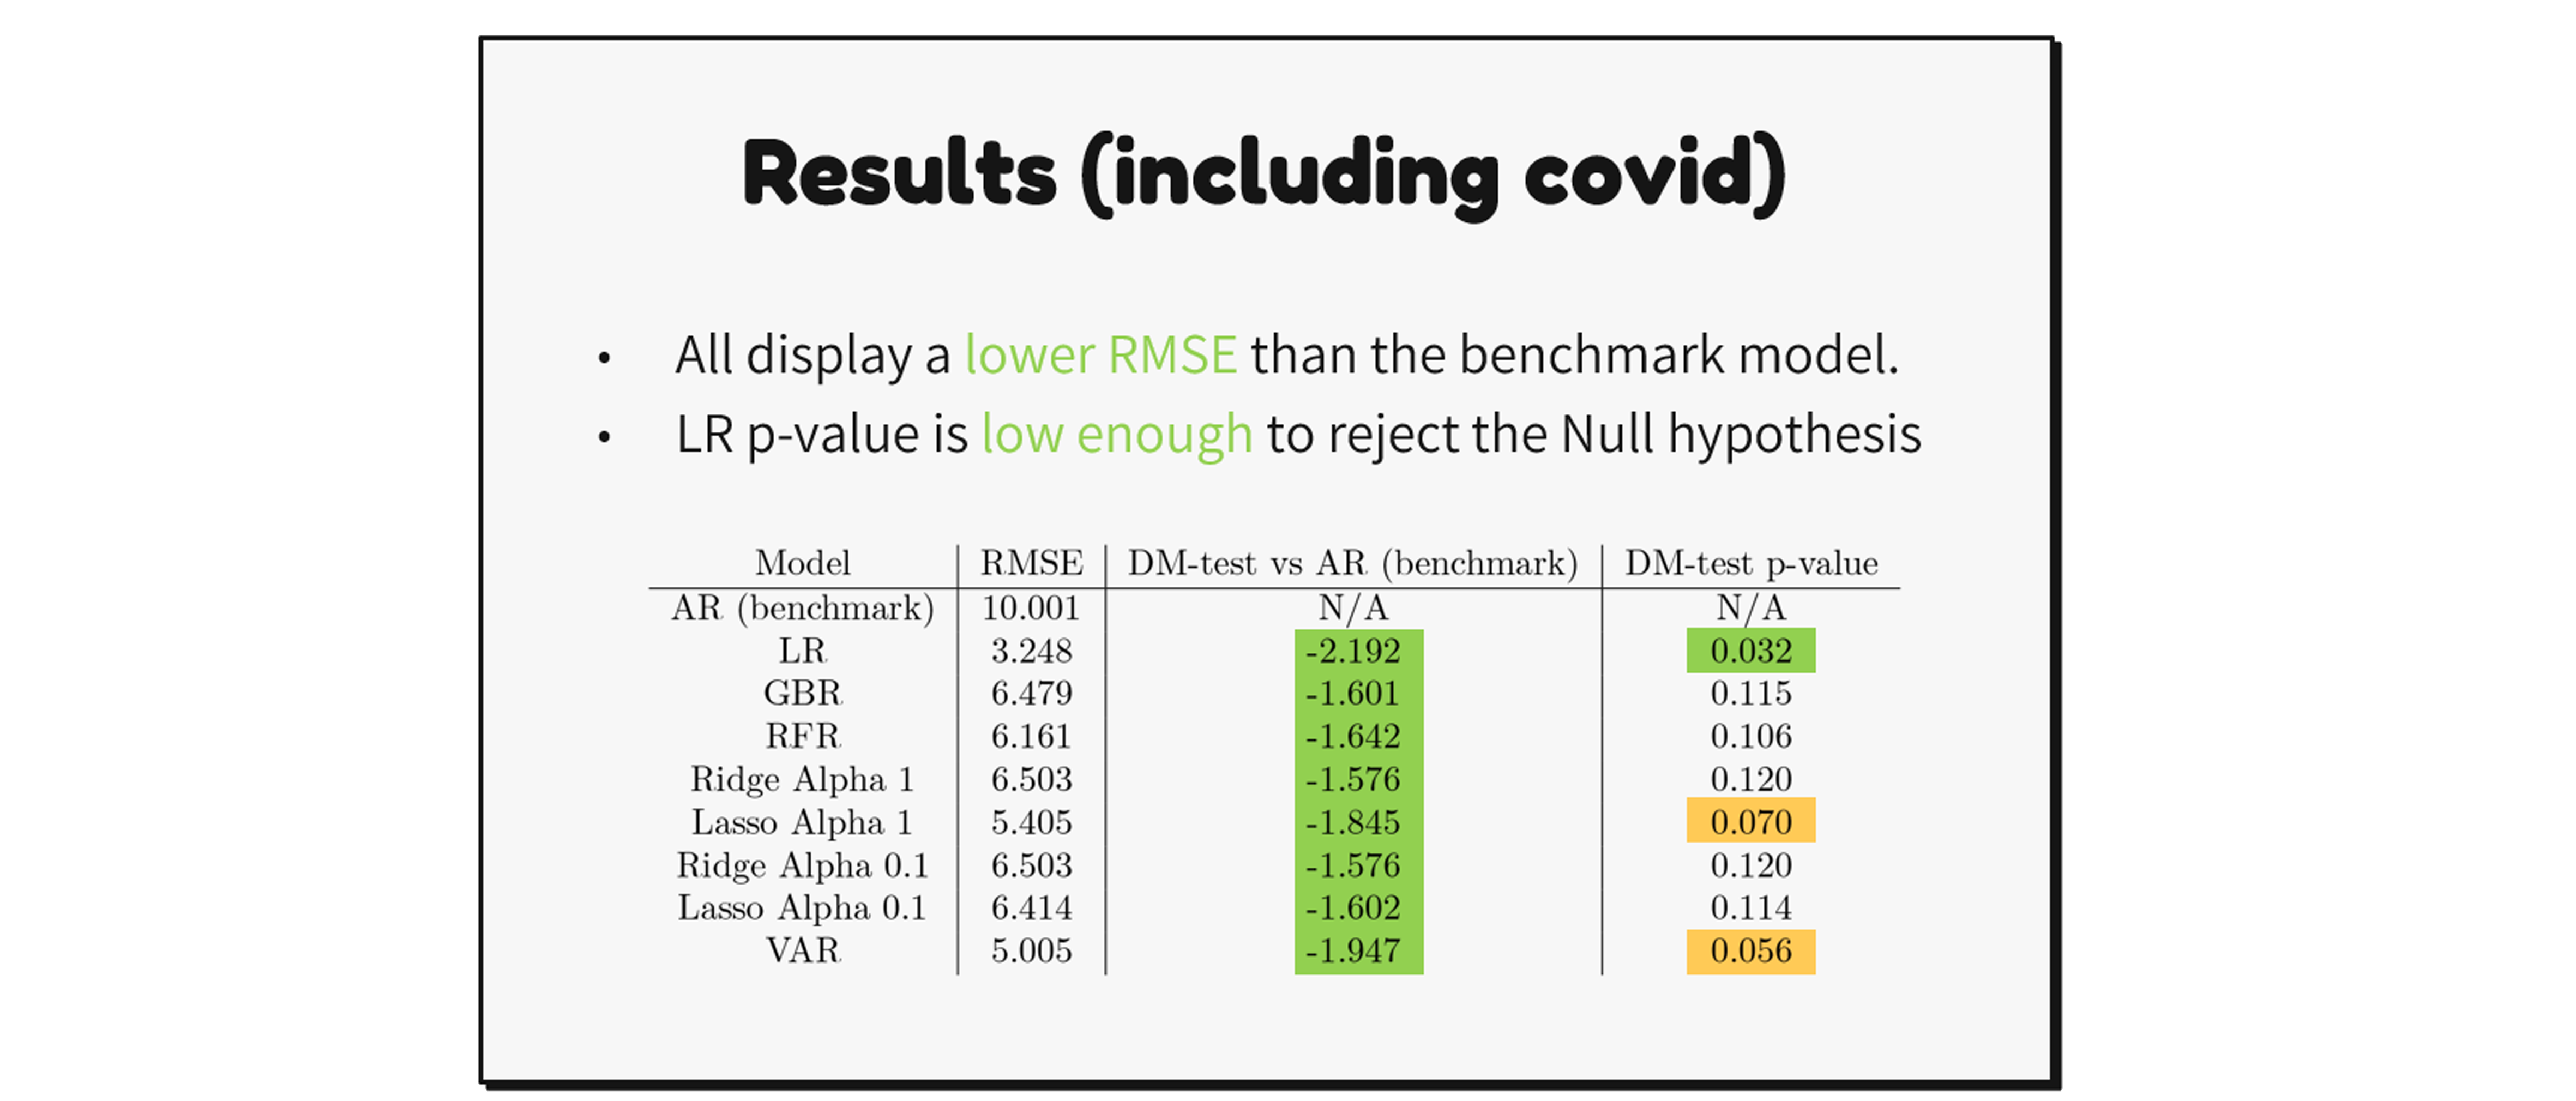 Results (including covid)
• All display a lower RMSE than the benchmark model.
• LR p-value is low enough to reject the Null hypothesis
Model RMSE DM-test vs AR (benchmark) DM-test p-value
AR (benchmark) 10.001 N/A N/A
LR 3.248 -2.192 0.032
GBR 6.479 -1.601 0.115
RFR 6.161 -1.642 0.106
Ridge Alpha 1 6.503 -1.576 0.120
Lasso Alpha 1 5.405 -1.845 0.070
Ridge Alpha 0.1 6.503 -1.576 0.120
Lasso Alpha 0.1 6.414 -1.602 0.114
VAR 5.005 -1.947 0.056